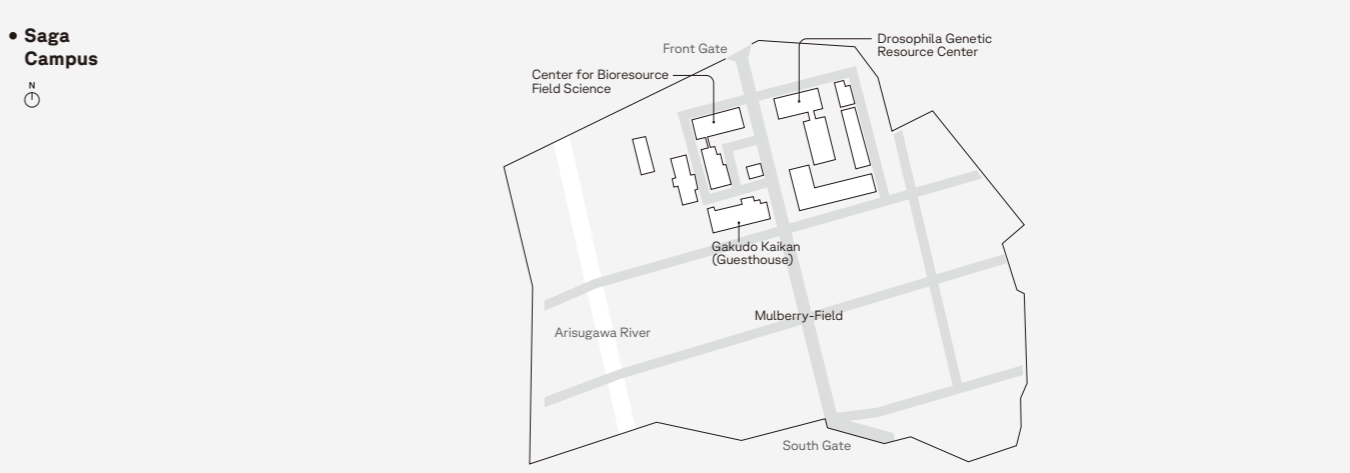 Saga
Campus
N
Front Gate
Drosophila Genetic
Resource Center
Center for Bioresource
Field Science
Gakudo Kaikan
(Guesthouse)
Mulberry-Field
Arisugawa River
South Gate